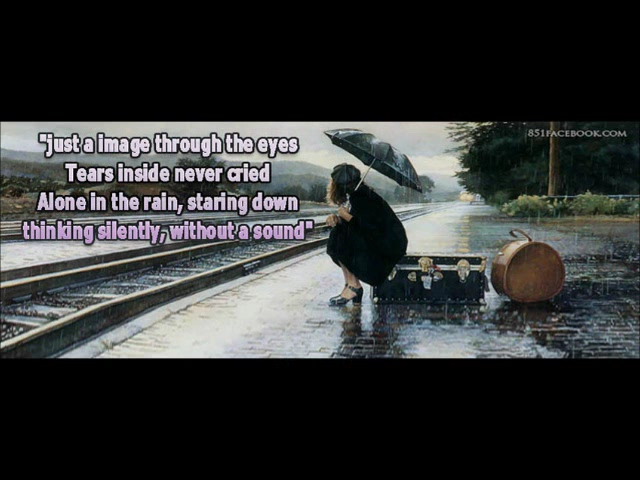 "just a image through the eyes
Tears inside never cried
Alone in the rain, staring down
thinking silently, without a sound"
851FACEBOOK.COM